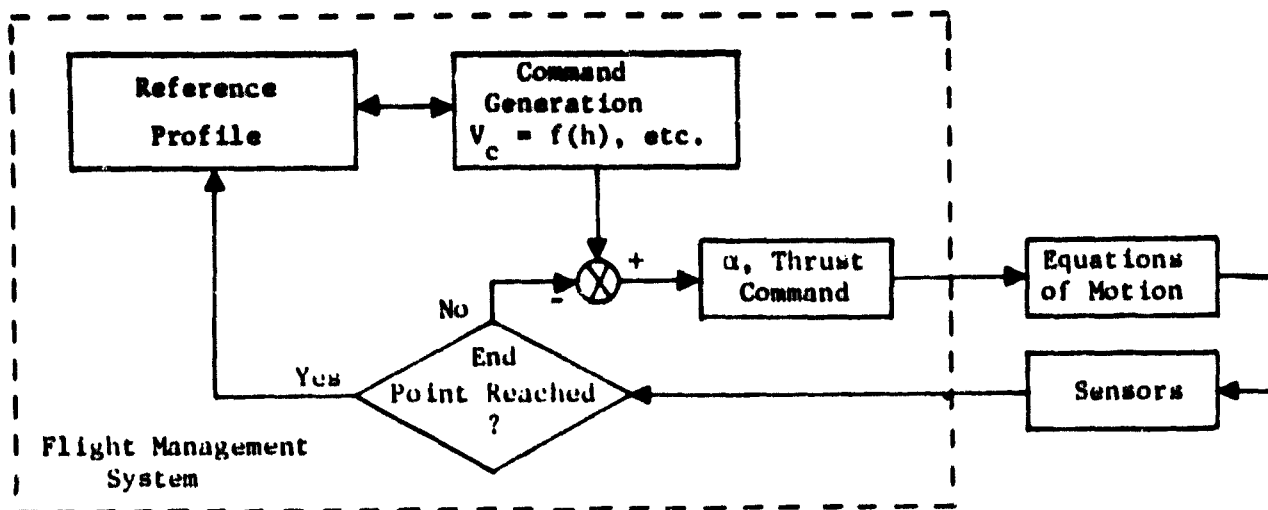 Reference
Profile
Command
Generation
V_c = f(h), etc.
+
-
α, Thrust
Command
Equations
of Motion
No
End
Point Reached
?
Yes
Sensors
Flight Management
System